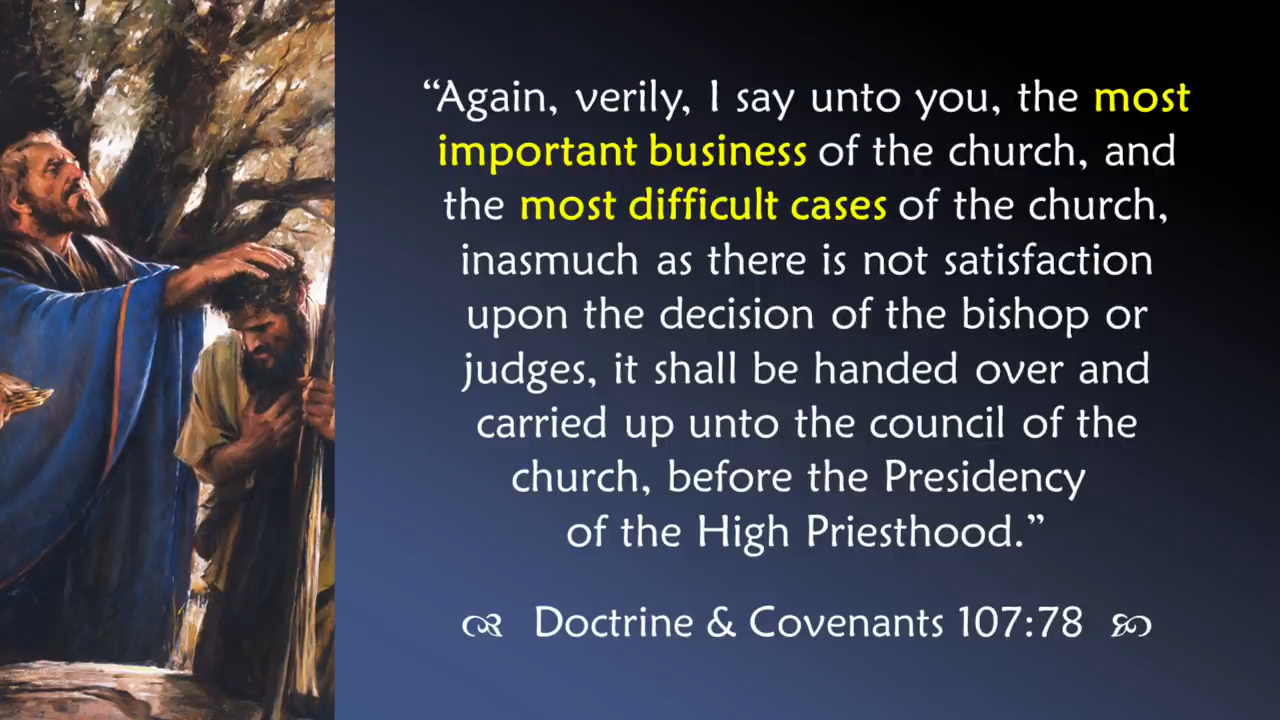 “Again, verily, I say unto you, the most
important business of the church, and
the most difficult cases of the church,
inasmuch as there is not satisfaction
upon the decision of the bishop or
judges, it shall be handed over and
carried up unto the council of the
church, before the Presidency
of the High Priesthood.”
Doctrine & Covenants 107:78